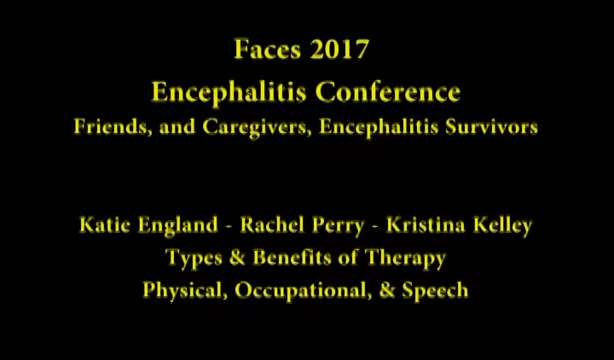 Faces 2017
Encephalitis Conference
Friends, and Caregivers, Encephalitis Survivors
Katie England - Rachel Perry - Kristina Kelley
Types & Benefits of Therapy
Physical, Occupational, & Speech